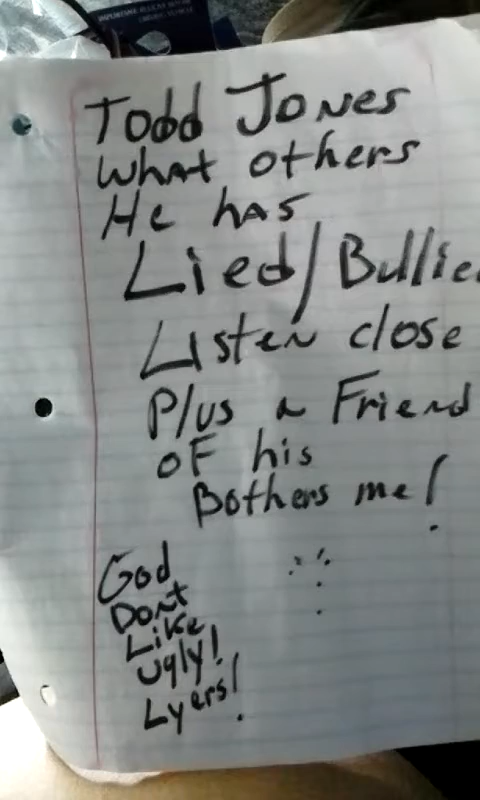 Todd Jones
What others
He has
Lied/Bullie
Listen close
Plus a Friend
of his
Bothers me!
God
Dont
Like
Ugly!
Lyers!